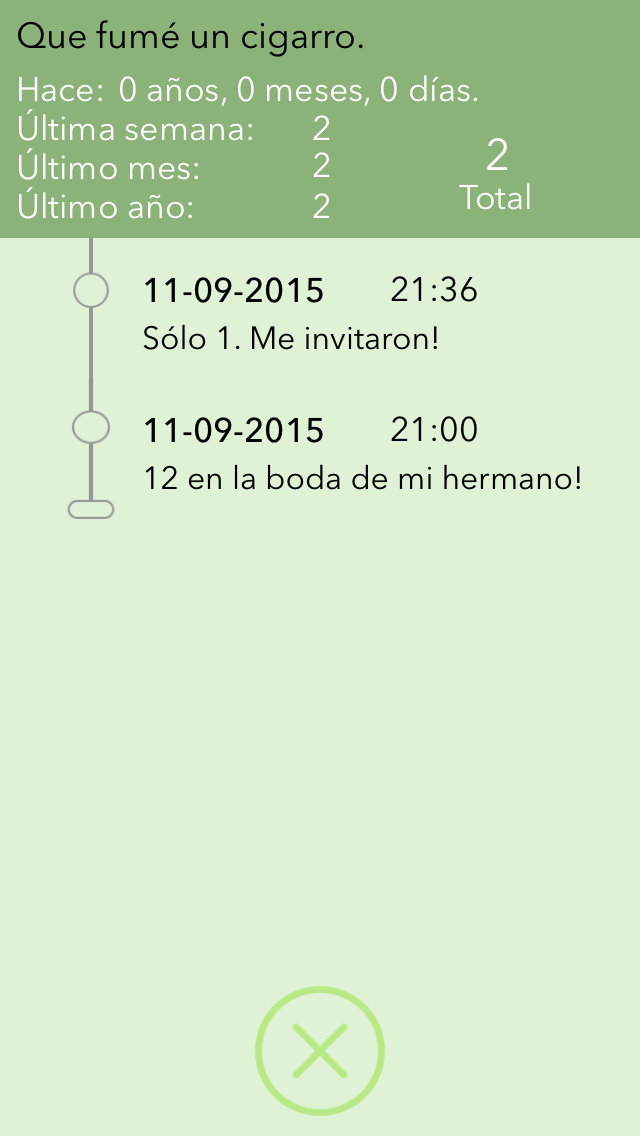 Que fumé un cigarro.
Hace: 0 años, 0 meses, 0 días.
Última semana: 2
Último mes: 2
Último año: 2
2
Total
11-09-2015 21:36
Sólo 1. Me invitaron!
11-09-2015 21:00
12 en la boda de mi hermano!